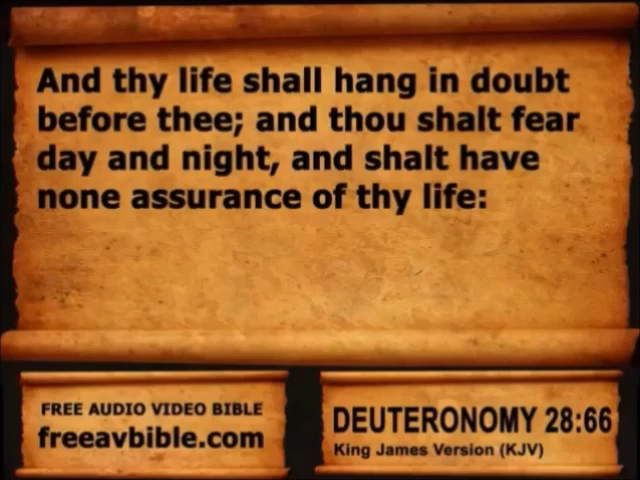 And thy life shall hang in doubt
before thee; and thou shalt fear
day and night, and shalt have
none assurance of thy life:
FREE AUDIO VIDEO BIBLE
freeavbible.com
DEUTERONOMY 28:66
King James Version (KJV)